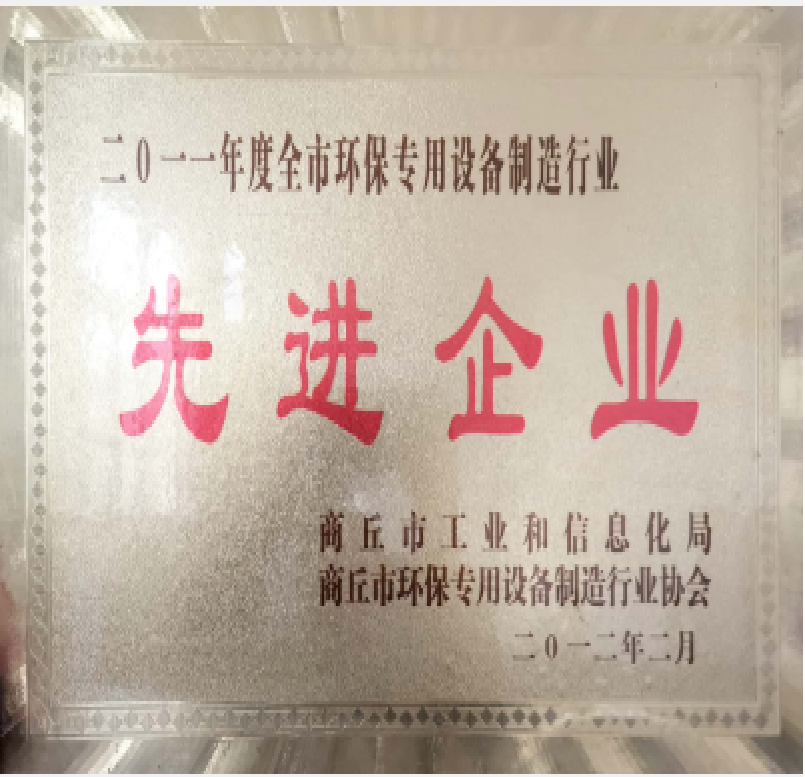 二0一一年度全市环保专用设备制造行业
先进企业
商丘市工业和信息化局
商丘市环保专用设备制造行业协会
二0一二年二月